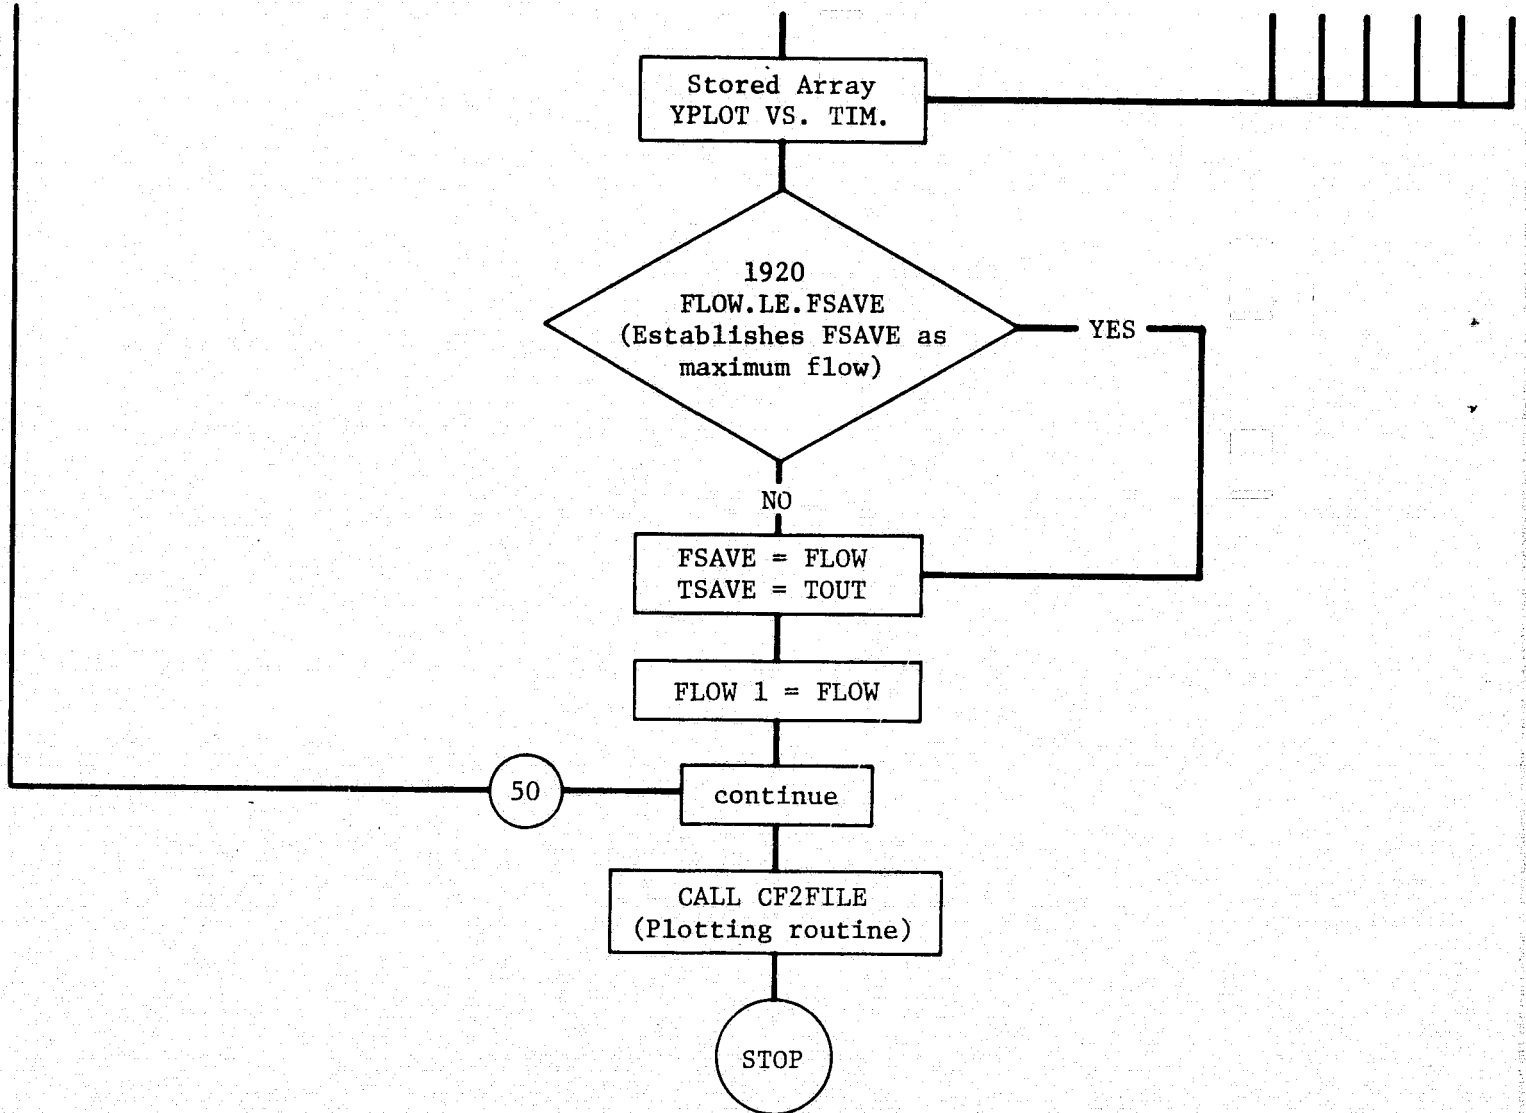 Stored Array
YPLOT VS. TIM.
1920
FLOW.LE.FSAVE
(Establishes FSAVE as
maximum flow)
YES
NO
FSAVE = FLOW
TSAVE = TOUT
FLOW 1 = FLOW
50
continue
CALL CF2FILE
(Plotting routine)
STOP